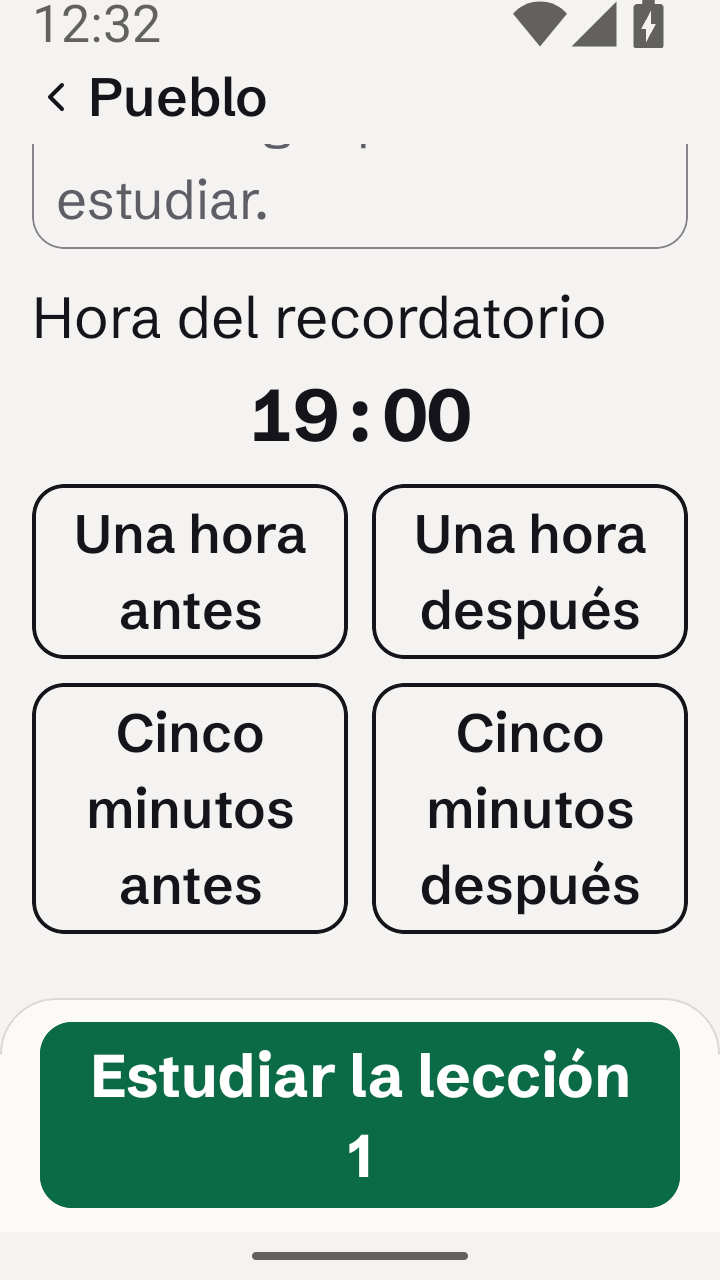 12:32
Pueblo
estudiar.
Hora del recordatorio
19:00
Una hora
antes
Una hora
después
Cinco
minutos
antes
Cinco
minutos
después
Estudiar la lección
1